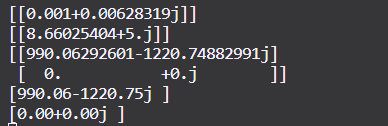 [[0.001+0.00628319j]]
[[8.66025404+5.j]]
[[990.06292601-1220.74882991j]
 [  0.          +0.j        ]]
[990.06-1220.75j ]
[0.00+0.00j ]